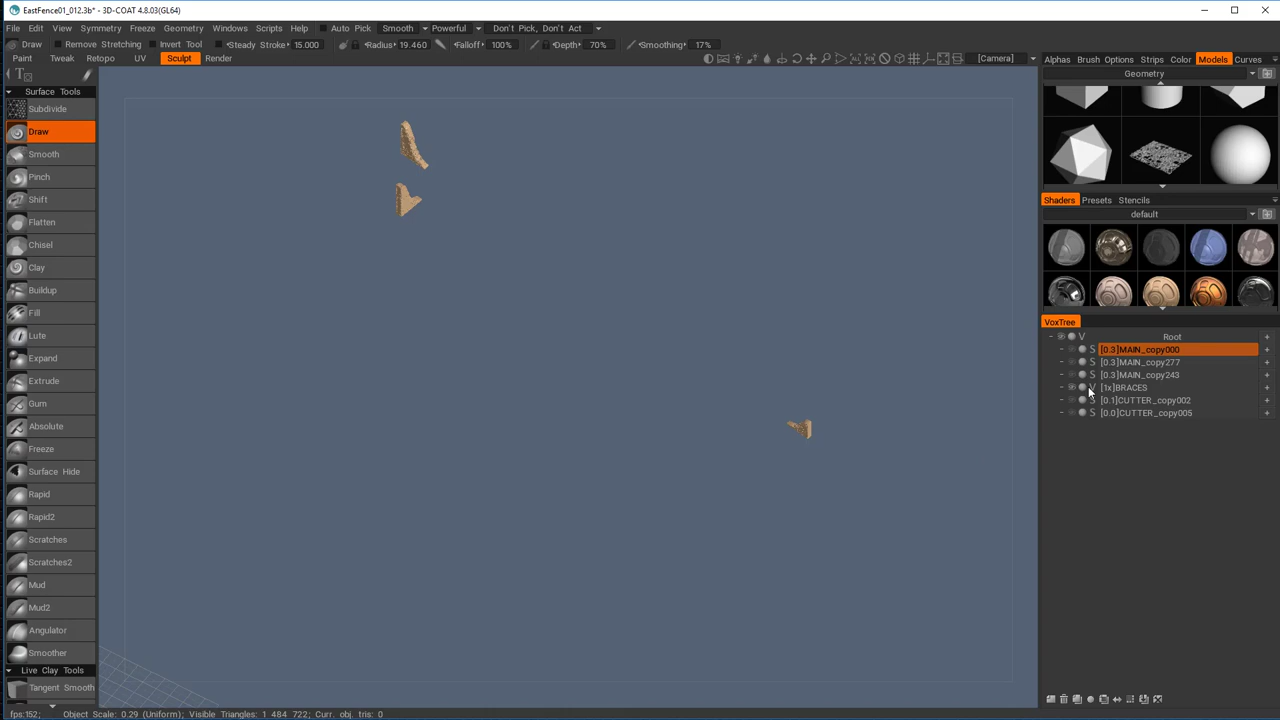 EastFence01_012.3b* - 3D-COAT 4.8.03(GL64)
File Edit View Symmetry Freeze Geometry Windows Scripts Help Auto Pick Smooth Powerful Don't Pick, Don't Act
Draw Remove Stretching Invert Tool Steady Stroke 15.000 Radius 19.460 Falloff 100% Depth 70% Smoothing 17%
Paint Tweak Retopo UV Sculpt Render [Camera] Alphas Brush Options Strips Color Models Curves
Geometry
Surface Tools
Subdivide
Draw
Smooth
Pinch
Shift
Flatten
Chisel
Clay
Buildup
Fill
Lute
Expand
Extrude
Gum
Absolute
Freeze
Surface Hide
Rapid
Rapid2
Scratches
Scratches2
Mud
Mud2
Angulator
Smoother
Live Clay Tools
Tangent Smooth
Shaders Presets Stencils
default
VoxTree
V Root +
S [0.3]MAIN_copy000 +
S [0.3]MAIN_copy277 +
S [0.3]MAIN_copy243 +
V [1x]BRACES +
S [0.1]CUTTER_copy002 +
S [0.0]CUTTER_copy005 +
fps:152; Object Scale: 0.29 (Uniform); Visible Triangles: 1 484 722; Curr. obj. tris: 0